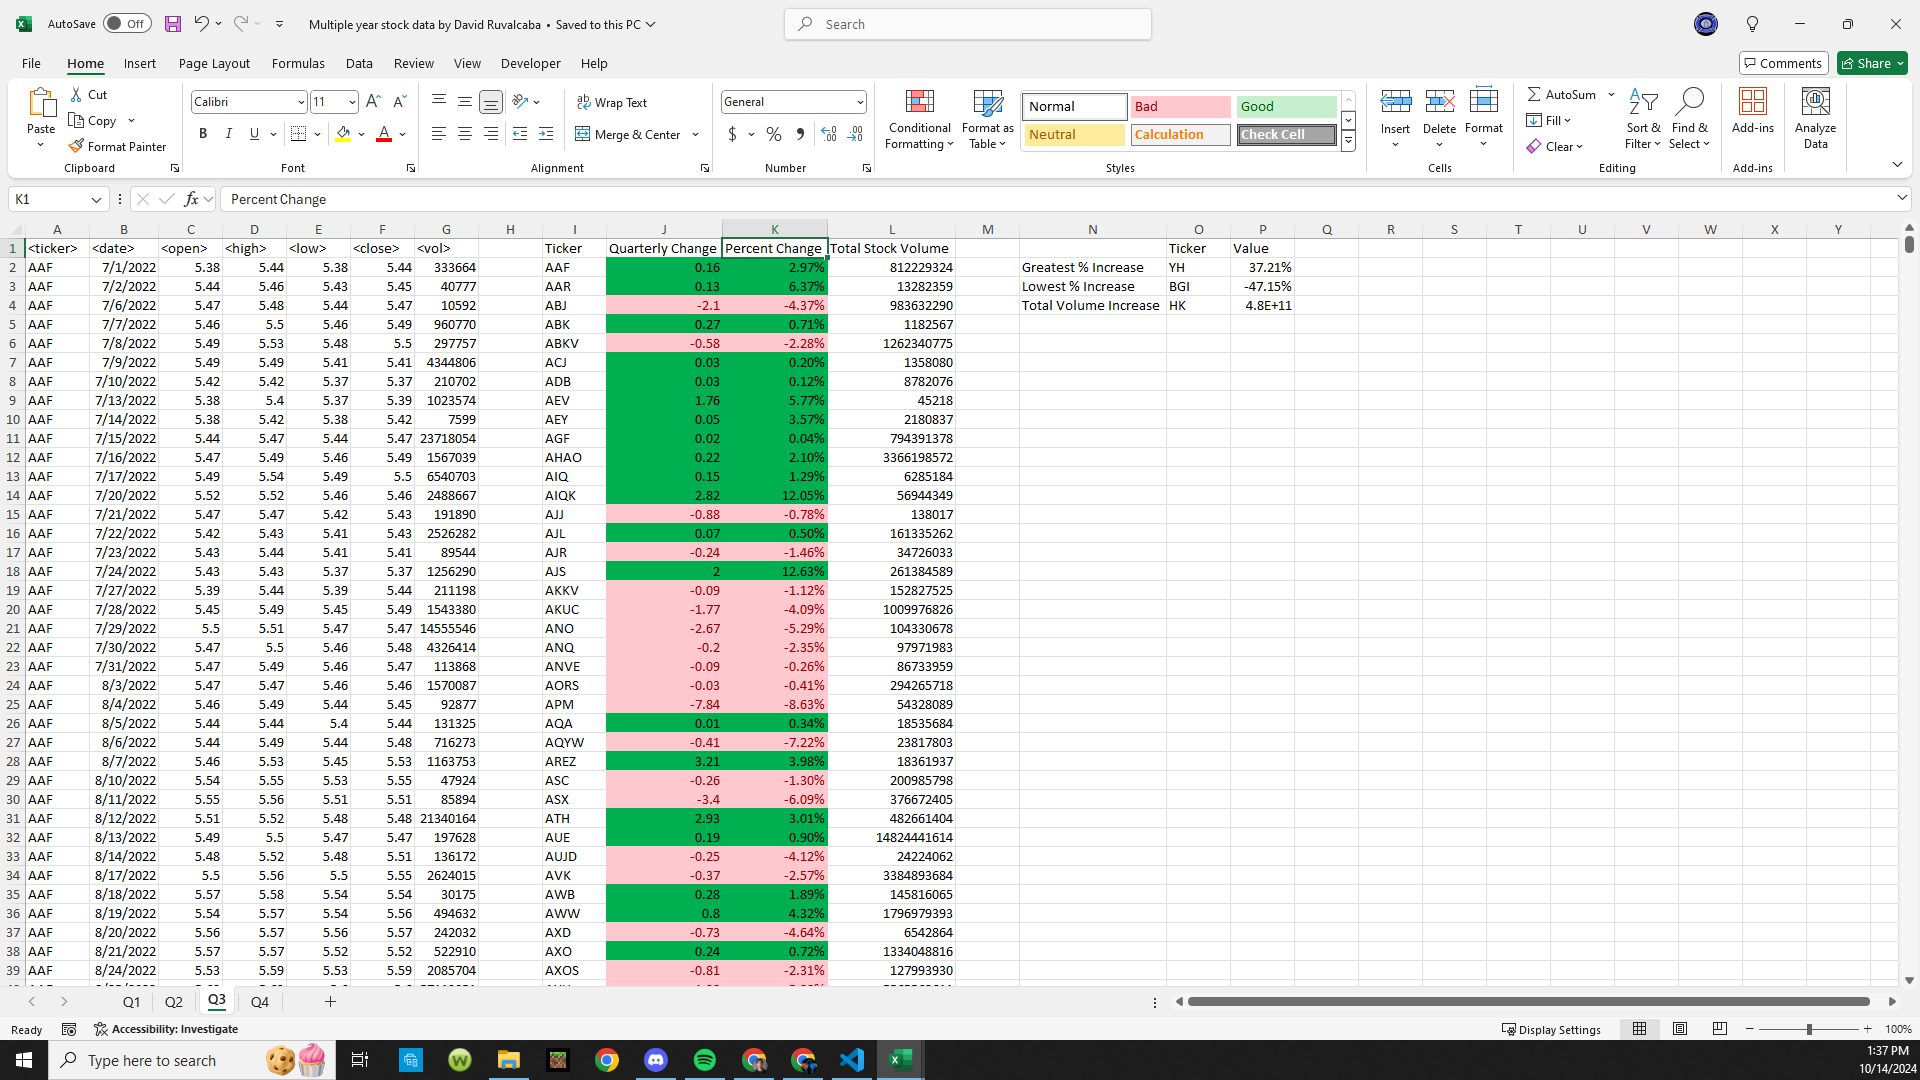 AutoSave Off Multiple year stock data by David Ruvalcaba • Saved to this PC Search
File Home Insert Page Layout Formulas Data Review View Developer Help Comments Share
Paste Cut Copy Format Painter Clipboard
Calibri 11 B I U A Font
Wrap Text Merge & Center Alignment
General $ % Number
Conditional Formatting Format as Table
Normal Bad Good
Neutral Calculation Check Cell
Styles
Insert Delete Format Cells
AutoSum Fill Clear Sort & Filter Find & Select Editing
Add-ins Add-ins
Analyze Data
K1 fx Percent Change
A B C D E F G H I J K L M N O P Q R S T U V W X Y
1 <ticker> <date> <open> <high> <low> <close> <vol> Ticker Quarterly Change Percent Change Total Stock Volume Ticker Value
2 AAF 7/1/2022 5.38 5.44 5.38 5.44 333664 AAF 0.16 2.97% 812229324 Greatest % Increase YH 37.21%
3 AAF 7/2/2022 5.44 5.46 5.43 5.45 40777 AAR 0.13 6.37% 13282359 Lowest % Increase BGI -47.15%
4 AAF 7/6/2022 5.47 5.48 5.44 5.47 10592 ABJ -2.1 -4.37% 983632290 Total Volume Increase HK 4.8E+11
5 AAF 7/7/2022 5.46 5.5 5.46 5.49 960770 ABK 0.27 0.71% 1182567
6 AAF 7/8/2022 5.49 5.53 5.48 5.5 297757 ABKV -0.58 -2.28% 1262340775
7 AAF 7/9/2022 5.49 5.49 5.41 5.41 4344806 ACJ 0.03 0.20% 1358080
8 AAF 7/10/2022 5.42 5.42 5.37 5.37 210702 ADB 0.03 0.12% 8782076
9 AAF 7/13/2022 5.38 5.4 5.37 5.39 1023574 AEV 1.76 5.77% 45218
10 AAF 7/14/2022 5.38 5.42 5.38 5.42 7599 AEY 0.05 3.57% 2180837
11 AAF 7/15/2022 5.44 5.47 5.44 5.47 23718054 AGF 0.02 0.04% 794391378
12 AAF 7/16/2022 5.47 5.49 5.46 5.49 1567039 AHAO 0.22 2.10% 3366198572
13 AAF 7/17/2022 5.49 5.54 5.49 5.5 6540703 AIQ 0.15 1.29% 6285184
14 AAF 7/20/2022 5.52 5.52 5.46 5.46 2488667 AIQK 2.82 12.05% 56944349
15 AAF 7/21/2022 5.47 5.47 5.42 5.43 191890 AJJ -0.88 -0.78% 138017
16 AAF 7/22/2022 5.42 5.43 5.41 5.43 2526282 AJL 0.07 0.50% 161335262
17 AAF 7/23/2022 5.43 5.44 5.41 5.41 89544 AJR -0.24 -1.46% 34726033
18 AAF 7/24/2022 5.43 5.43 5.37 5.37 1256290 AJS 2 12.63% 261384589
19 AAF 7/27/2022 5.39 5.44 5.39 5.44 211198 AKKV -0.09 -1.12% 152827525
20 AAF 7/28/2022 5.45 5.49 5.45 5.49 1543380 AKUC -1.77 -4.09% 1009976826
21 AAF 7/29/2022 5.5 5.51 5.47 5.47 14555546 ANO -2.67 -5.29% 104330678
22 AAF 7/30/2022 5.47 5.5 5.46 5.48 4326414 ANQ -0.2 -2.35% 97971983
23 AAF 7/31/2022 5.47 5.49 5.46 5.47 113868 ANVE -0.09 -0.26% 86733959
24 AAF 8/3/2022 5.47 5.47 5.46 5.46 1570087 AORS -0.03 -0.41% 294265718
25 AAF 8/4/2022 5.46 5.49 5.44 5.45 92877 APM -7.84 -8.63% 54328089
26 AAF 8/5/2022 5.44 5.44 5.4 5.44 131325 AQA 0.01 0.34% 18535684
27 AAF 8/6/2022 5.44 5.49 5.44 5.48 716273 AQYW -0.41 -7.22% 23817803
28 AAF 8/7/2022 5.46 5.53 5.45 5.53 1163753 AREZ 3.21 3.98% 18361937
29 AAF 8/10/2022 5.54 5.55 5.53 5.55 47924 ASC -0.26 -1.30% 200985798
30 AAF 8/11/2022 5.55 5.56 5.51 5.51 85894 ASX -3.4 -6.09% 376672405
31 AAF 8/12/2022 5.51 5.52 5.48 5.48 21340164 ATH 2.93 3.01% 482661404
32 AAF 8/13/2022 5.49 5.5 5.47 5.47 197628 AUE 0.19 0.90% 14824441614
33 AAF 8/14/2022 5.48 5.52 5.48 5.51 136172 AUJD -0.25 -4.12% 24224062
34 AAF 8/17/2022 5.5 5.56 5.5 5.55 2624015 AVK -0.37 -2.57% 3384893684
35 AAF 8/18/2022 5.57 5.58 5.54 5.54 30175 AWB 0.28 1.89% 145816065
36 AAF 8/19/2022 5.54 5.57 5.54 5.56 494632 AWW 0.8 4.32% 1796979393
37 AAF 8/20/2022 5.56 5.57 5.56 5.57 242032 AXD -0.73 -4.64% 6542864
38 AAF 8/21/2022 5.57 5.57 5.52 5.52 522910 AXO 0.24 0.72% 1334048816
39 AAF 8/24/2022 5.53 5.59 5.53 5.59 2085704 AXOS -0.81 -2.31% 127993930
Q1 Q2 Q3 Q4
Ready Accessibility: Investigate Display Settings 100%
Type here to search 1:37 PM
10/14/2024